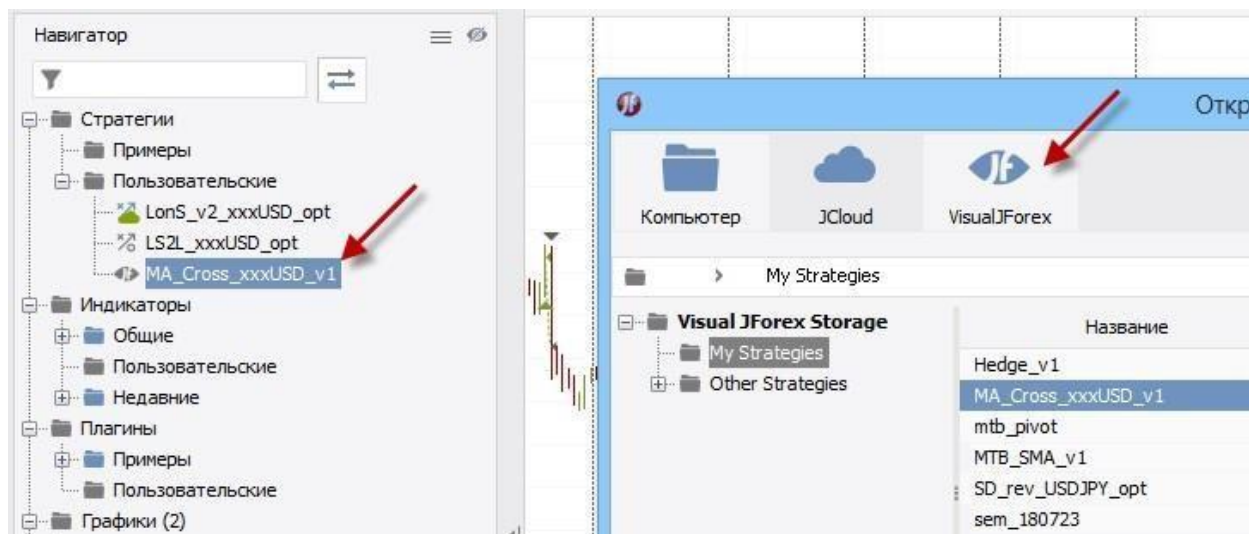 Навигатор
Стратегии
Примеры
Пользовательские
LonS_v2_xxxUSD_opt
LS2L_xxxUSD_opt
MA_Cross_xxxUSD_v1
Индикаторы
Общие
Пользовательские
Недавние
Плагины
Примеры
Пользовательские
Графики (2)
Откр
Компьютер
JCloud
VisualJForex
> My Strategies
Visual JForex Storage
My Strategies
Other Strategies
Название
Hedge_v1
MA_Cross_xxxUSD_v1
mtb_pivot
MTB_SMA_v1
SD_rev_USDJPY_opt
sem_180723